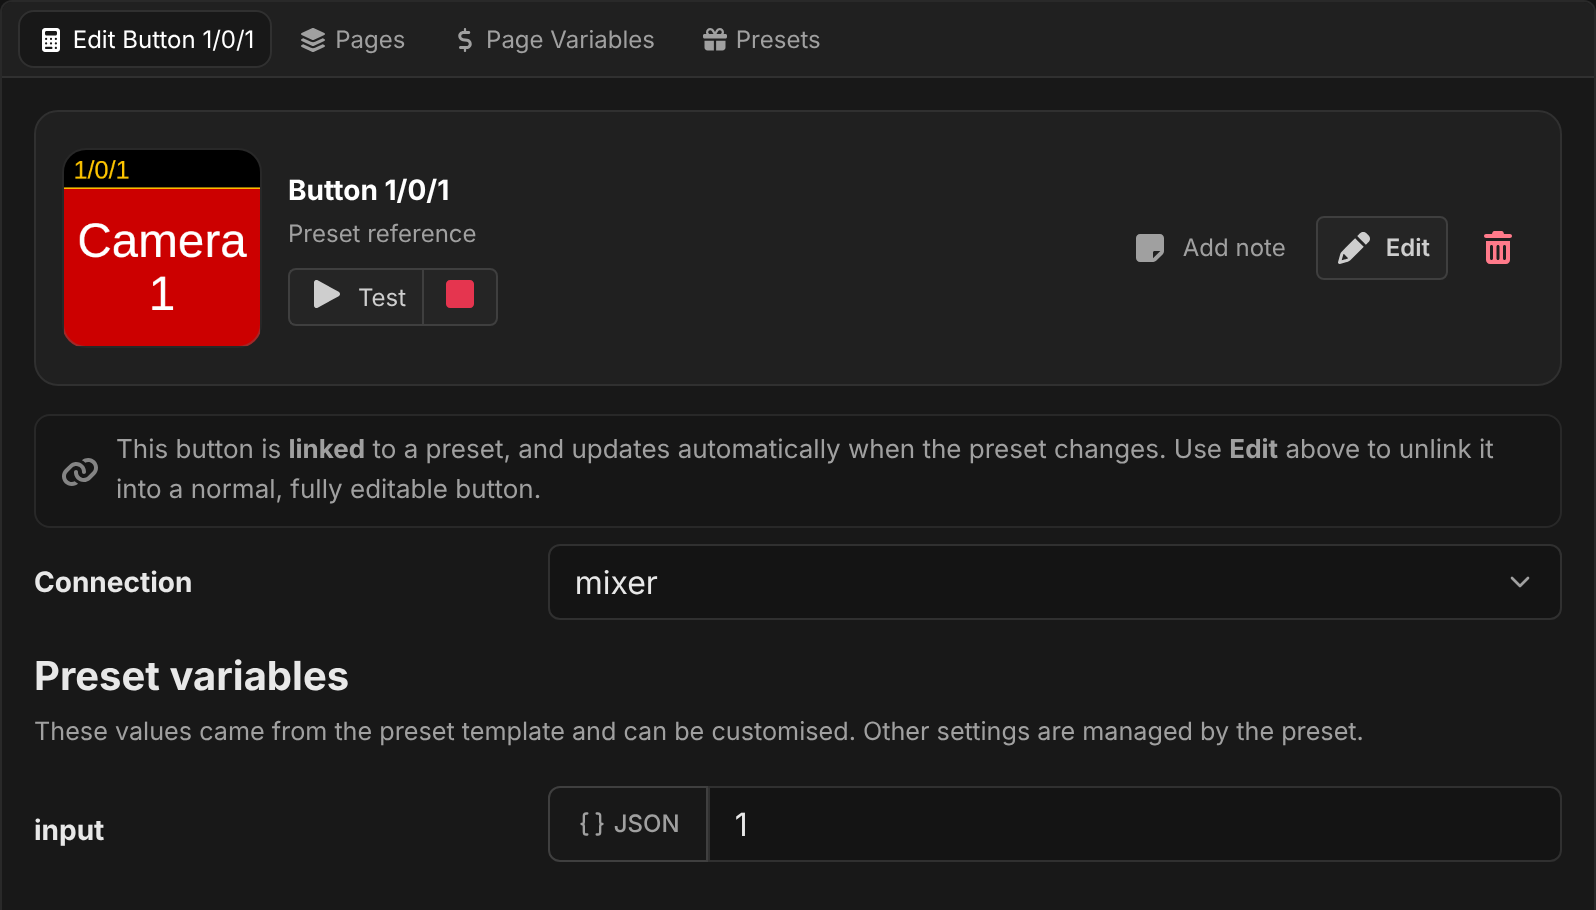 Edit Button 1/0/1
Pages
$ Page Variables
Presets
1/0/1
Camera
1
Button 1/0/1
Preset reference
Test
Add note
Edit
This button is linked to a preset, and updates automatically when the preset changes. Use Edit above to unlink it
into a normal, fully editable button.
Connection
mixer
Preset variables
These values came from the preset template and can be customised. Other settings are managed by the preset.
input
{ } JSON
1